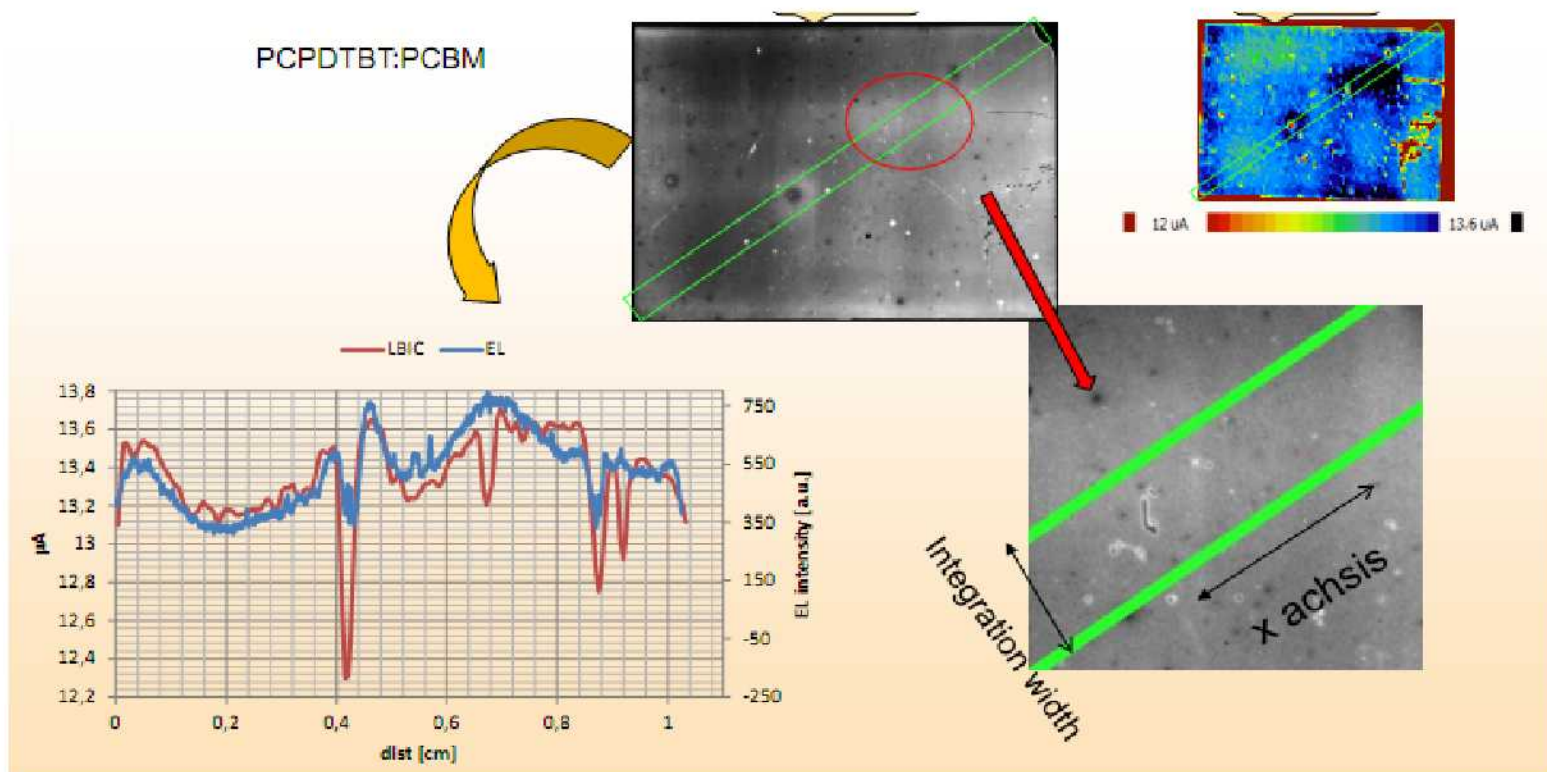 PCPDTBT:PCBM
12 uA
13.6 uA
LBIC
EL
13,8
13,6
13,4
13,2
13
12,8
12,6
12,4
12,2
µA
750
550
350
150
-50
-250
EL intensity [a.u.]
0
0,2
0,4
0,6
0,8
1
dist [cm]
Integration width
x achsis